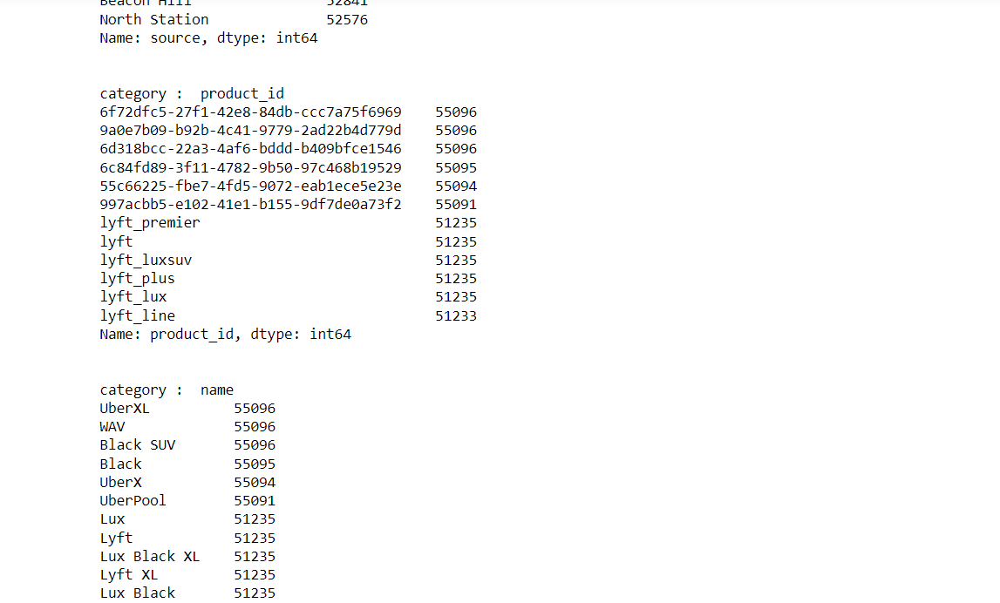 Beacon Hill 52841
North Station 52576
Name: source, dtype: int64
category : product_id
6f72dfc5-27f1-42e8-84db-ccc7a75f6969 55096
9a0e7b09-b92b-4c41-9779-2ad22b4d779d 55096
6d318bcc-22a3-4af6-bddd-b409bfce1546 55096
6c84fd89-3f11-4782-9b50-97c468b19529 55095
55c66225-fbe7-4fd5-9072-eab1ece5e23e 55094
997acbb5-e102-41e1-b155-9df7de0a73f2 55091
lyft_premier 51235
lyft 51235
lyft_luxsuv 51235
lyft_plus 51235
lyft_lux 51235
lyft_line 51233
Name: product_id, dtype: int64
category : name
UberXL 55096
WAV 55096
Black SUV 55096
Black 55095
UberX 55094
UberPool 55091
Lux 51235
Lyft 51235
Lux Black XL 51235
Lyft XL 51235
Lux Black 51235